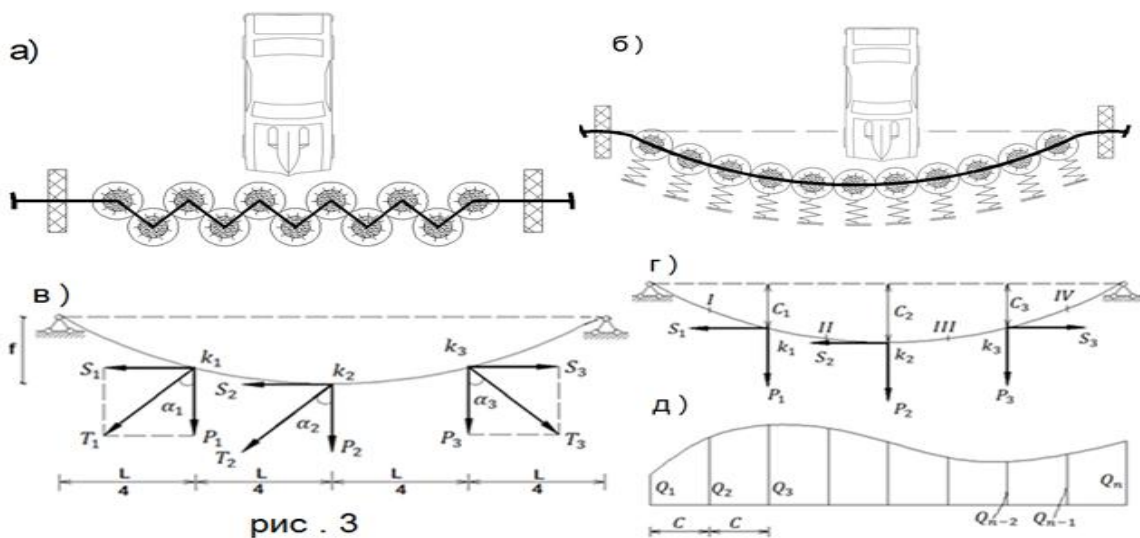 а)
б)
в)
f
S₁
k₁
α₁
T₁
P₁
S₂
k₂
α₂
T₂
P₂
k₃
S₃
α₃
P₃
T₃
L/4
L/4
L/4
L/4
рис . 3
г)
I
C₁
C₂
C₃
IV
S₁
k₁
II
S₂
k₂
III
k₃
S₃
P₁
P₂
P₃
д)
Q₁
Q₂
Q₃
Qₙ₋₂
Qₙ₋₁
Qₙ
C
C